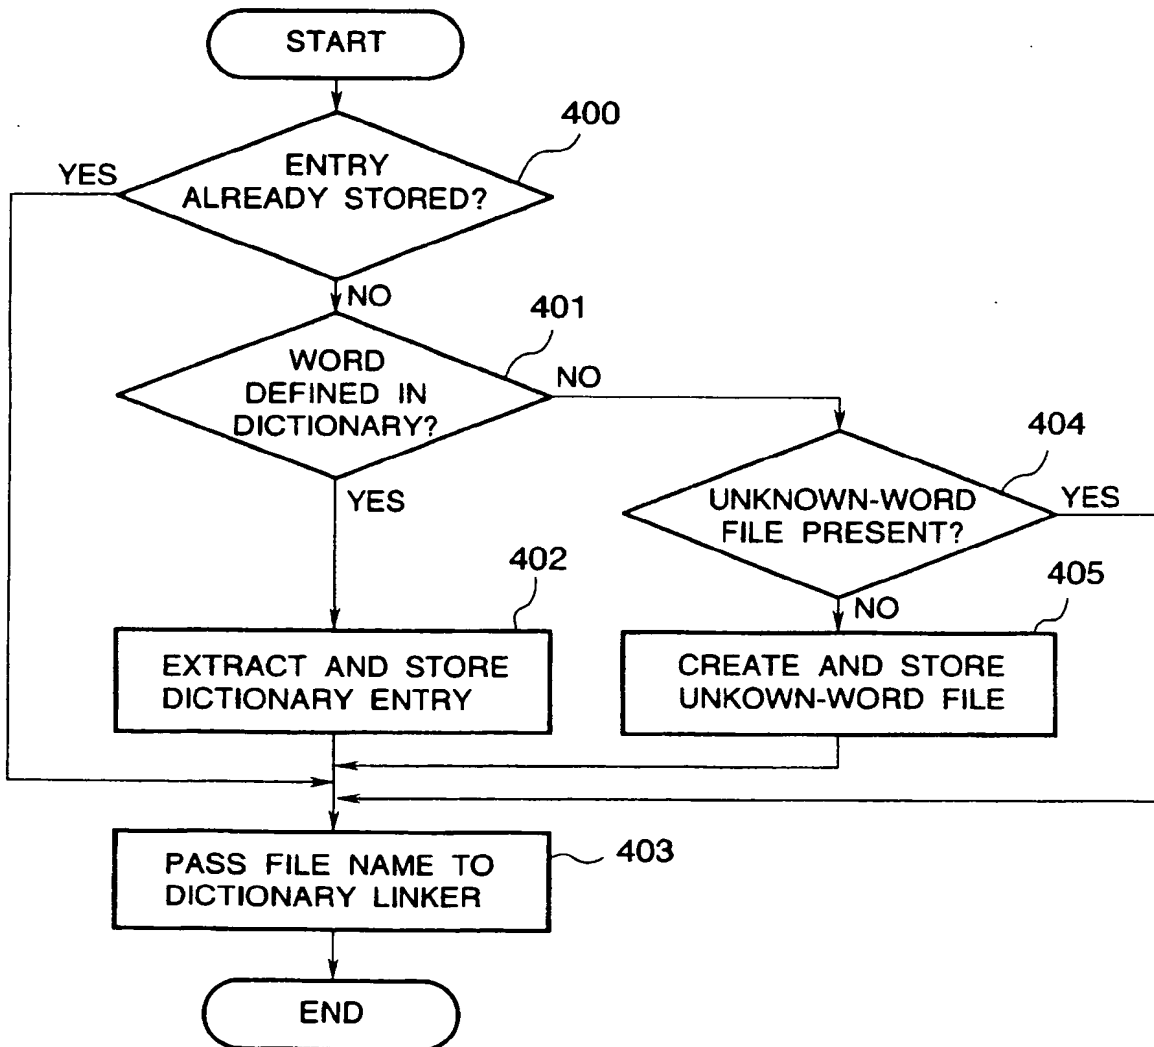 START
400
ENTRY
ALREADY STORED?
YES
NO
401
WORD
DEFINED IN
DICTIONARY?
NO
YES
404
UNKNOWN-WORD
FILE PRESENT?
YES
NO
402
EXTRACT AND STORE
DICTIONARY ENTRY
405
CREATE AND STORE
UNKOWN-WORD FILE
403
PASS FILE NAME TO
DICTIONARY LINKER
END